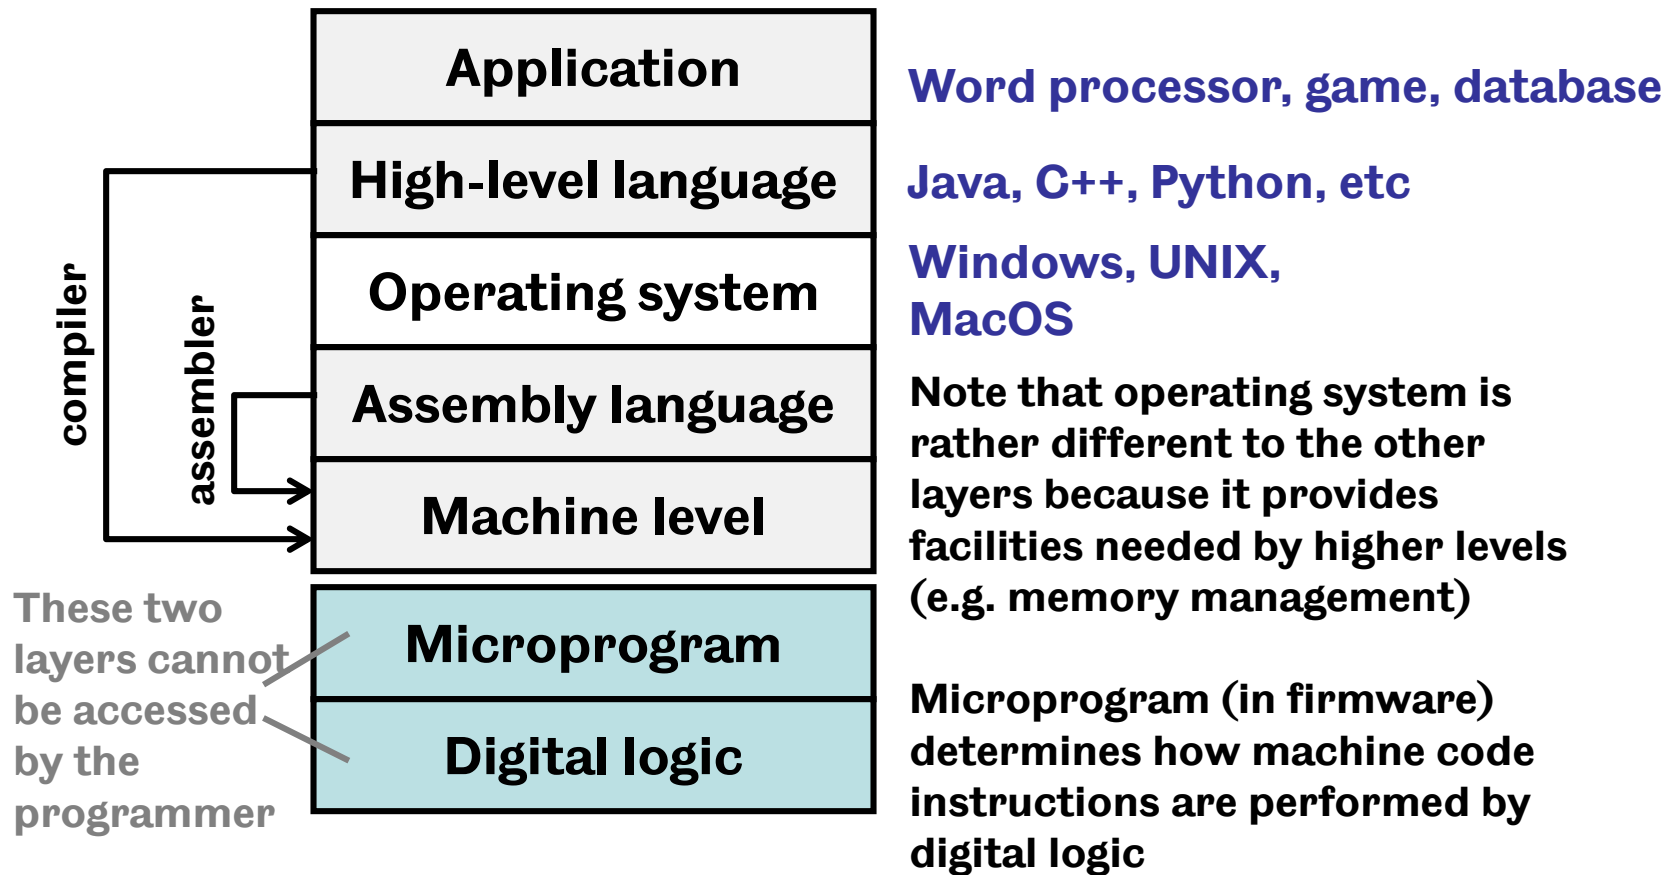 Application
Word processor, game, database
High-level language
Java, C++, Python, etc
Operating system
Windows, UNIX,
MacOS
compiler
assembler
Assembly language
Machine level
Note that operating system is
rather different to the other
layers because it provides
facilities needed by higher levels
(e.g. memory management)
These two
layers cannot
be accessed
by the
programmer
Microprogram
Digital logic
Microprogram (in firmware)
determines how machine code
instructions are performed by
digital logic